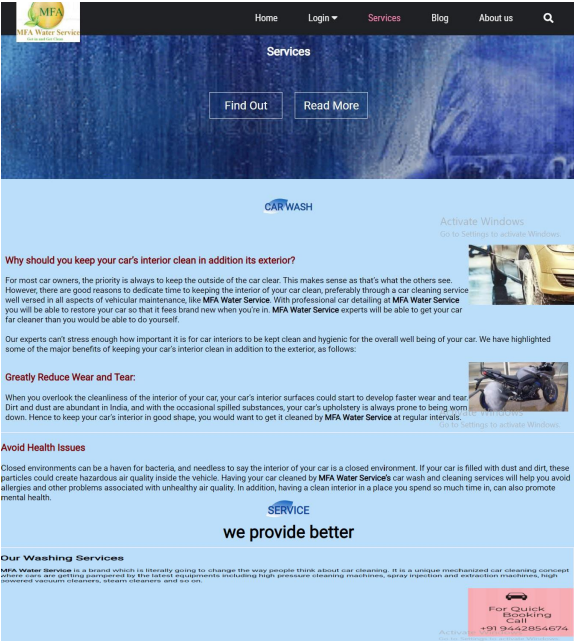 MFA
MFA Water Service
Home
Login
Services
Blog
About us
Services
Find Out
Read More
CAR WASH
Activate Windows
Go to Settings to activate Windows.
Why should you keep your car's interior clean in addition its exterior?
For most car owners, the priority is always to keep the outside of the car clear. This makes sense as that's what the others see.
However, there are good reasons to dedicate time to keeping the interior of your car clean, preferably through a car cleaning service
well versed in all aspects of vehicular maintenance, like MFA Water Service. With professional car detailing at MFA Water Service
you will be able to restore your car so that it fees brand new when you're in. MFA Water Service experts will be able to get your car
far cleaner than you would be able to do yourself.
Our experts can't stress enough how important it is for car interiors to be kept clean and hygienic for the overall well being of your car. We have highlighted
some of the major benefits of keeping your car's interior clean in addition to the exterior, as follows:
Greatly Reduce Wear and Tear:
When you overlook the cleanliness of the interior of your car, your car's interior surfaces could start to develop faster wear and tear.
Dirt and dust are abundant in India, and with the occasional spilled substances, your car's upholstery is always prone to being worn
down. Hence to keep your car's interior in good shape, you would want to get it cleaned by MFA Water Service at regular intervals.
Go to Settings to activate Windows.
Avoid Health Issues
Closed environments can be a haven for bacteria, and needless to say the interior of your car is a closed environment. If your car is filled with dust and dirt, these
particles could create hazardous air quality inside the vehicle. Having your car cleaned by MFA Water Service's car wash and cleaning services will help you avoid
allergies and other problems associated with unhealthy air quality. In addition, having a clean interior in a place you spend so much time in, can also promote
mental health.
SERVICE
we provide better
Our Washing Services
MFA Water Service is a brand which is literally going to change the way people think about car cleaning. It is a unique mechanized car cleaning concept
where cars are getting pampered by the latest equipments including high pressure cleaning machines, spray injection and extraction machines, high
powered vacuum cleaners, steam cleaners and so on.
For Quick
Booking
Call
+91 9442854674